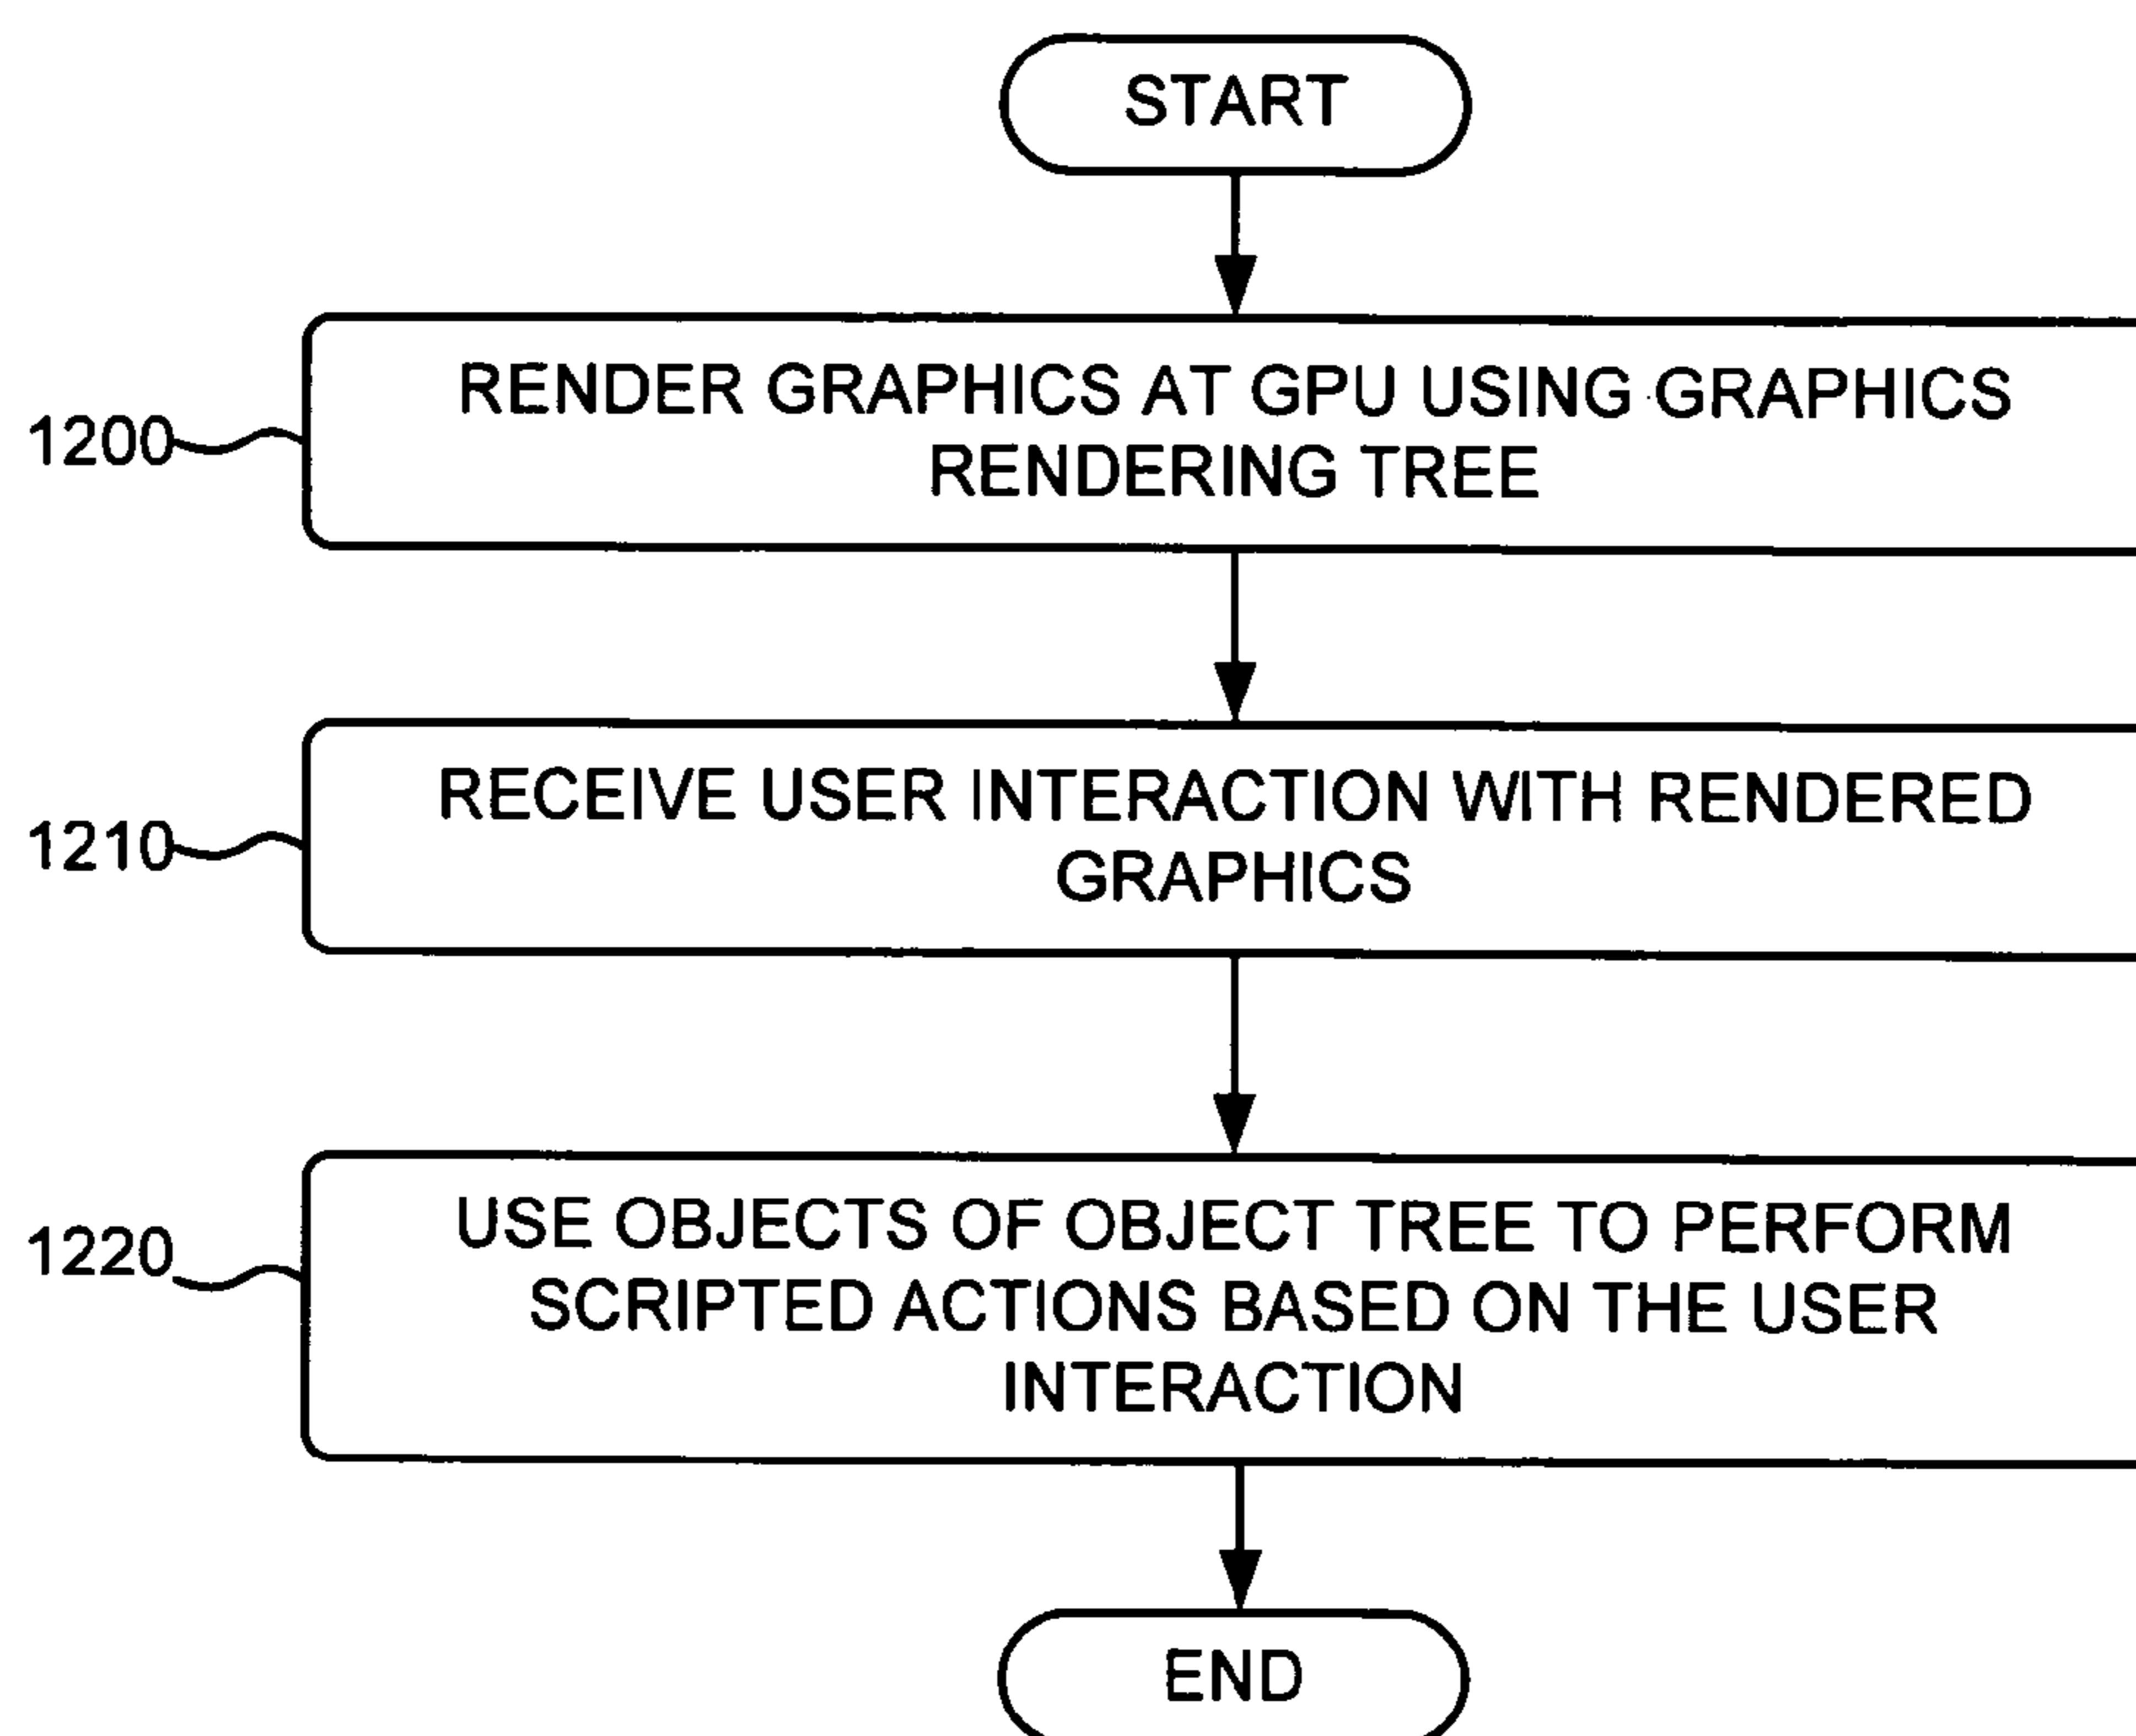 START
1200
RENDER GRAPHICS AT GPU USING GRAPHICS
RENDERING TREE
1210
RECEIVE USER INTERACTION WITH RENDERED
GRAPHICS
1220
USE OBJECTS OF OBJECT TREE TO PERFORM
SCRIPTED ACTIONS BASED ON THE USER
INTERACTION
END